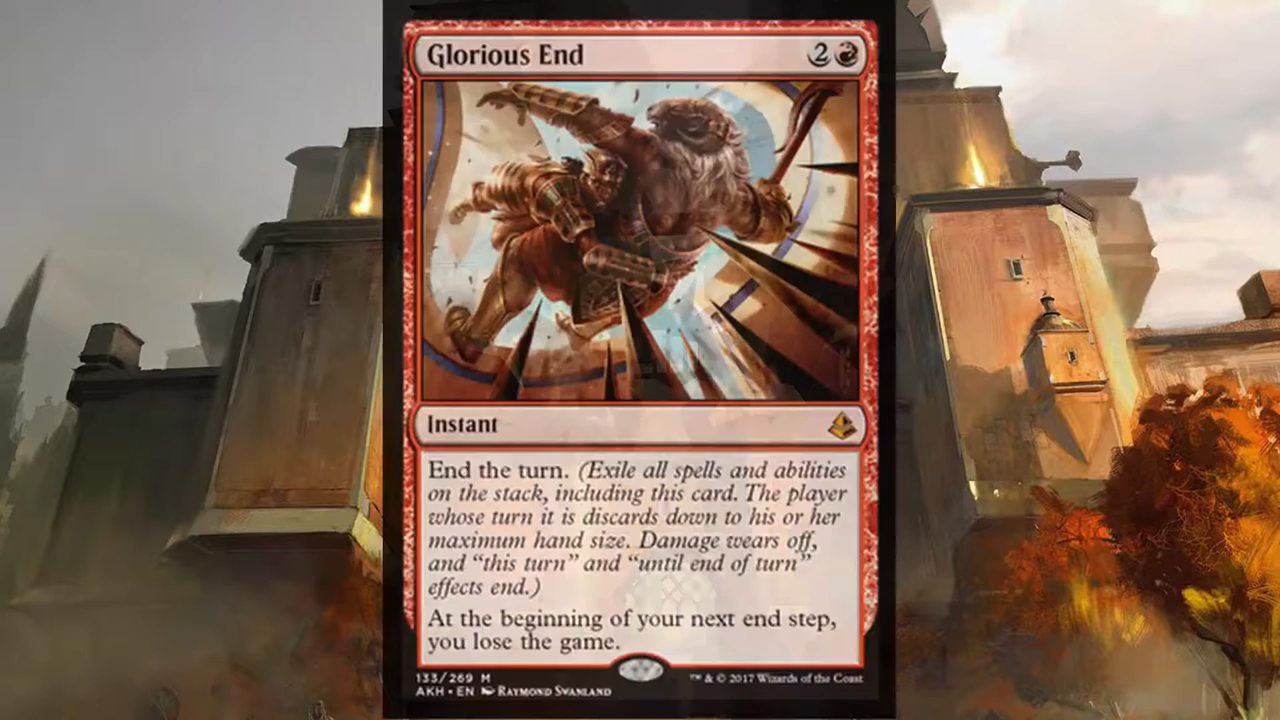 Glorious End 2
Instant
End the turn. (Exile all spells and abilities
on the stack, including this card. The player
whose turn it is discards down to his or her
maximum hand size. Damage wears off,
and “this turn” and “until end of turn”
effects end.)
At the beginning of your next end step,
you lose the game.
133/269 M
™ & © 2017 Wizards of the Coast
AKH • EN Raymond Swanland